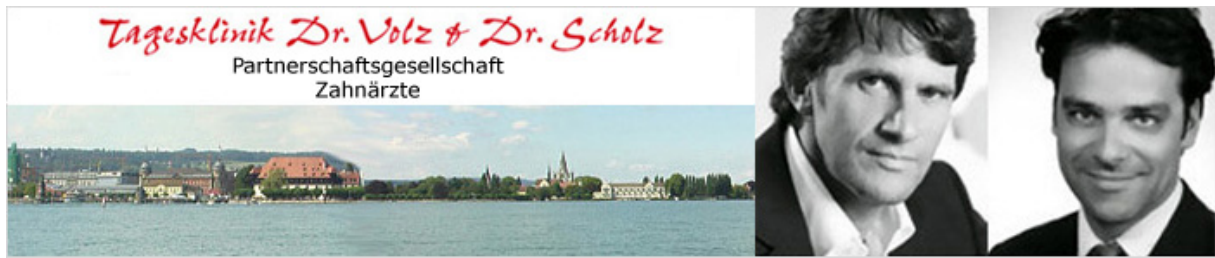 Tagesklinik Dr. Volz & Dr. Scholz
Partnerschaftsgesellschaft
Zahnärzte